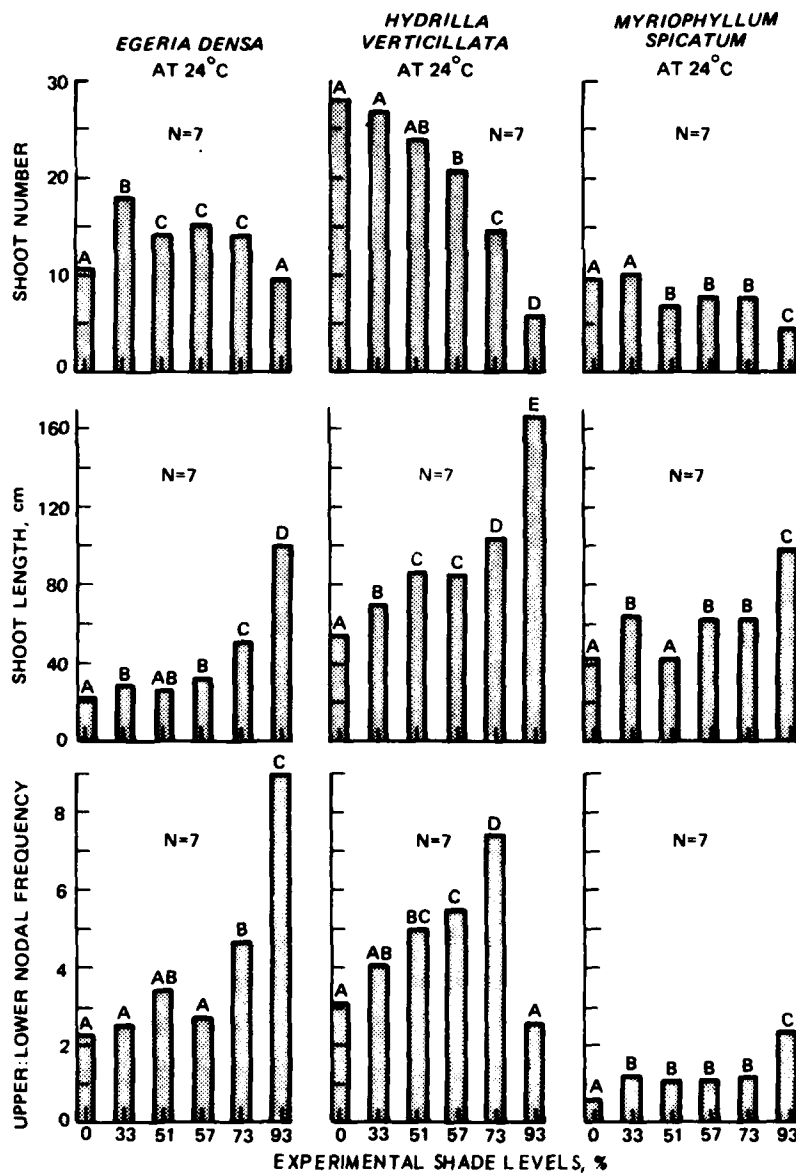 EGERIA DENSA
AT 24°C
HYDRILLA
VERTICILLATA
AT 24°C
MYRIOPHYLLUM
SPICATUM
AT 24°C
SHOOT NUMBER
30
20
10
0
N=7
A B C C C A
N=7
A A AB B C D
N=7
A A B B B C
SHOOT LENGTH, cm
160
120
80
40
0
N=7
A B AB B C D
N=7
A B C C D E
N=7
A B A B B C
UPPER:LOWER NODAL FREQUENCY
8
6
4
2
0
N=7
A A AB A B C
N=7
A AB BC C D A
N=7
A B B B B C
0 33 51 57 73 93
0 33 51 57 73 93
0 33 51 57 73 93
EXPERIMENTAL SHADE LEVELS, %